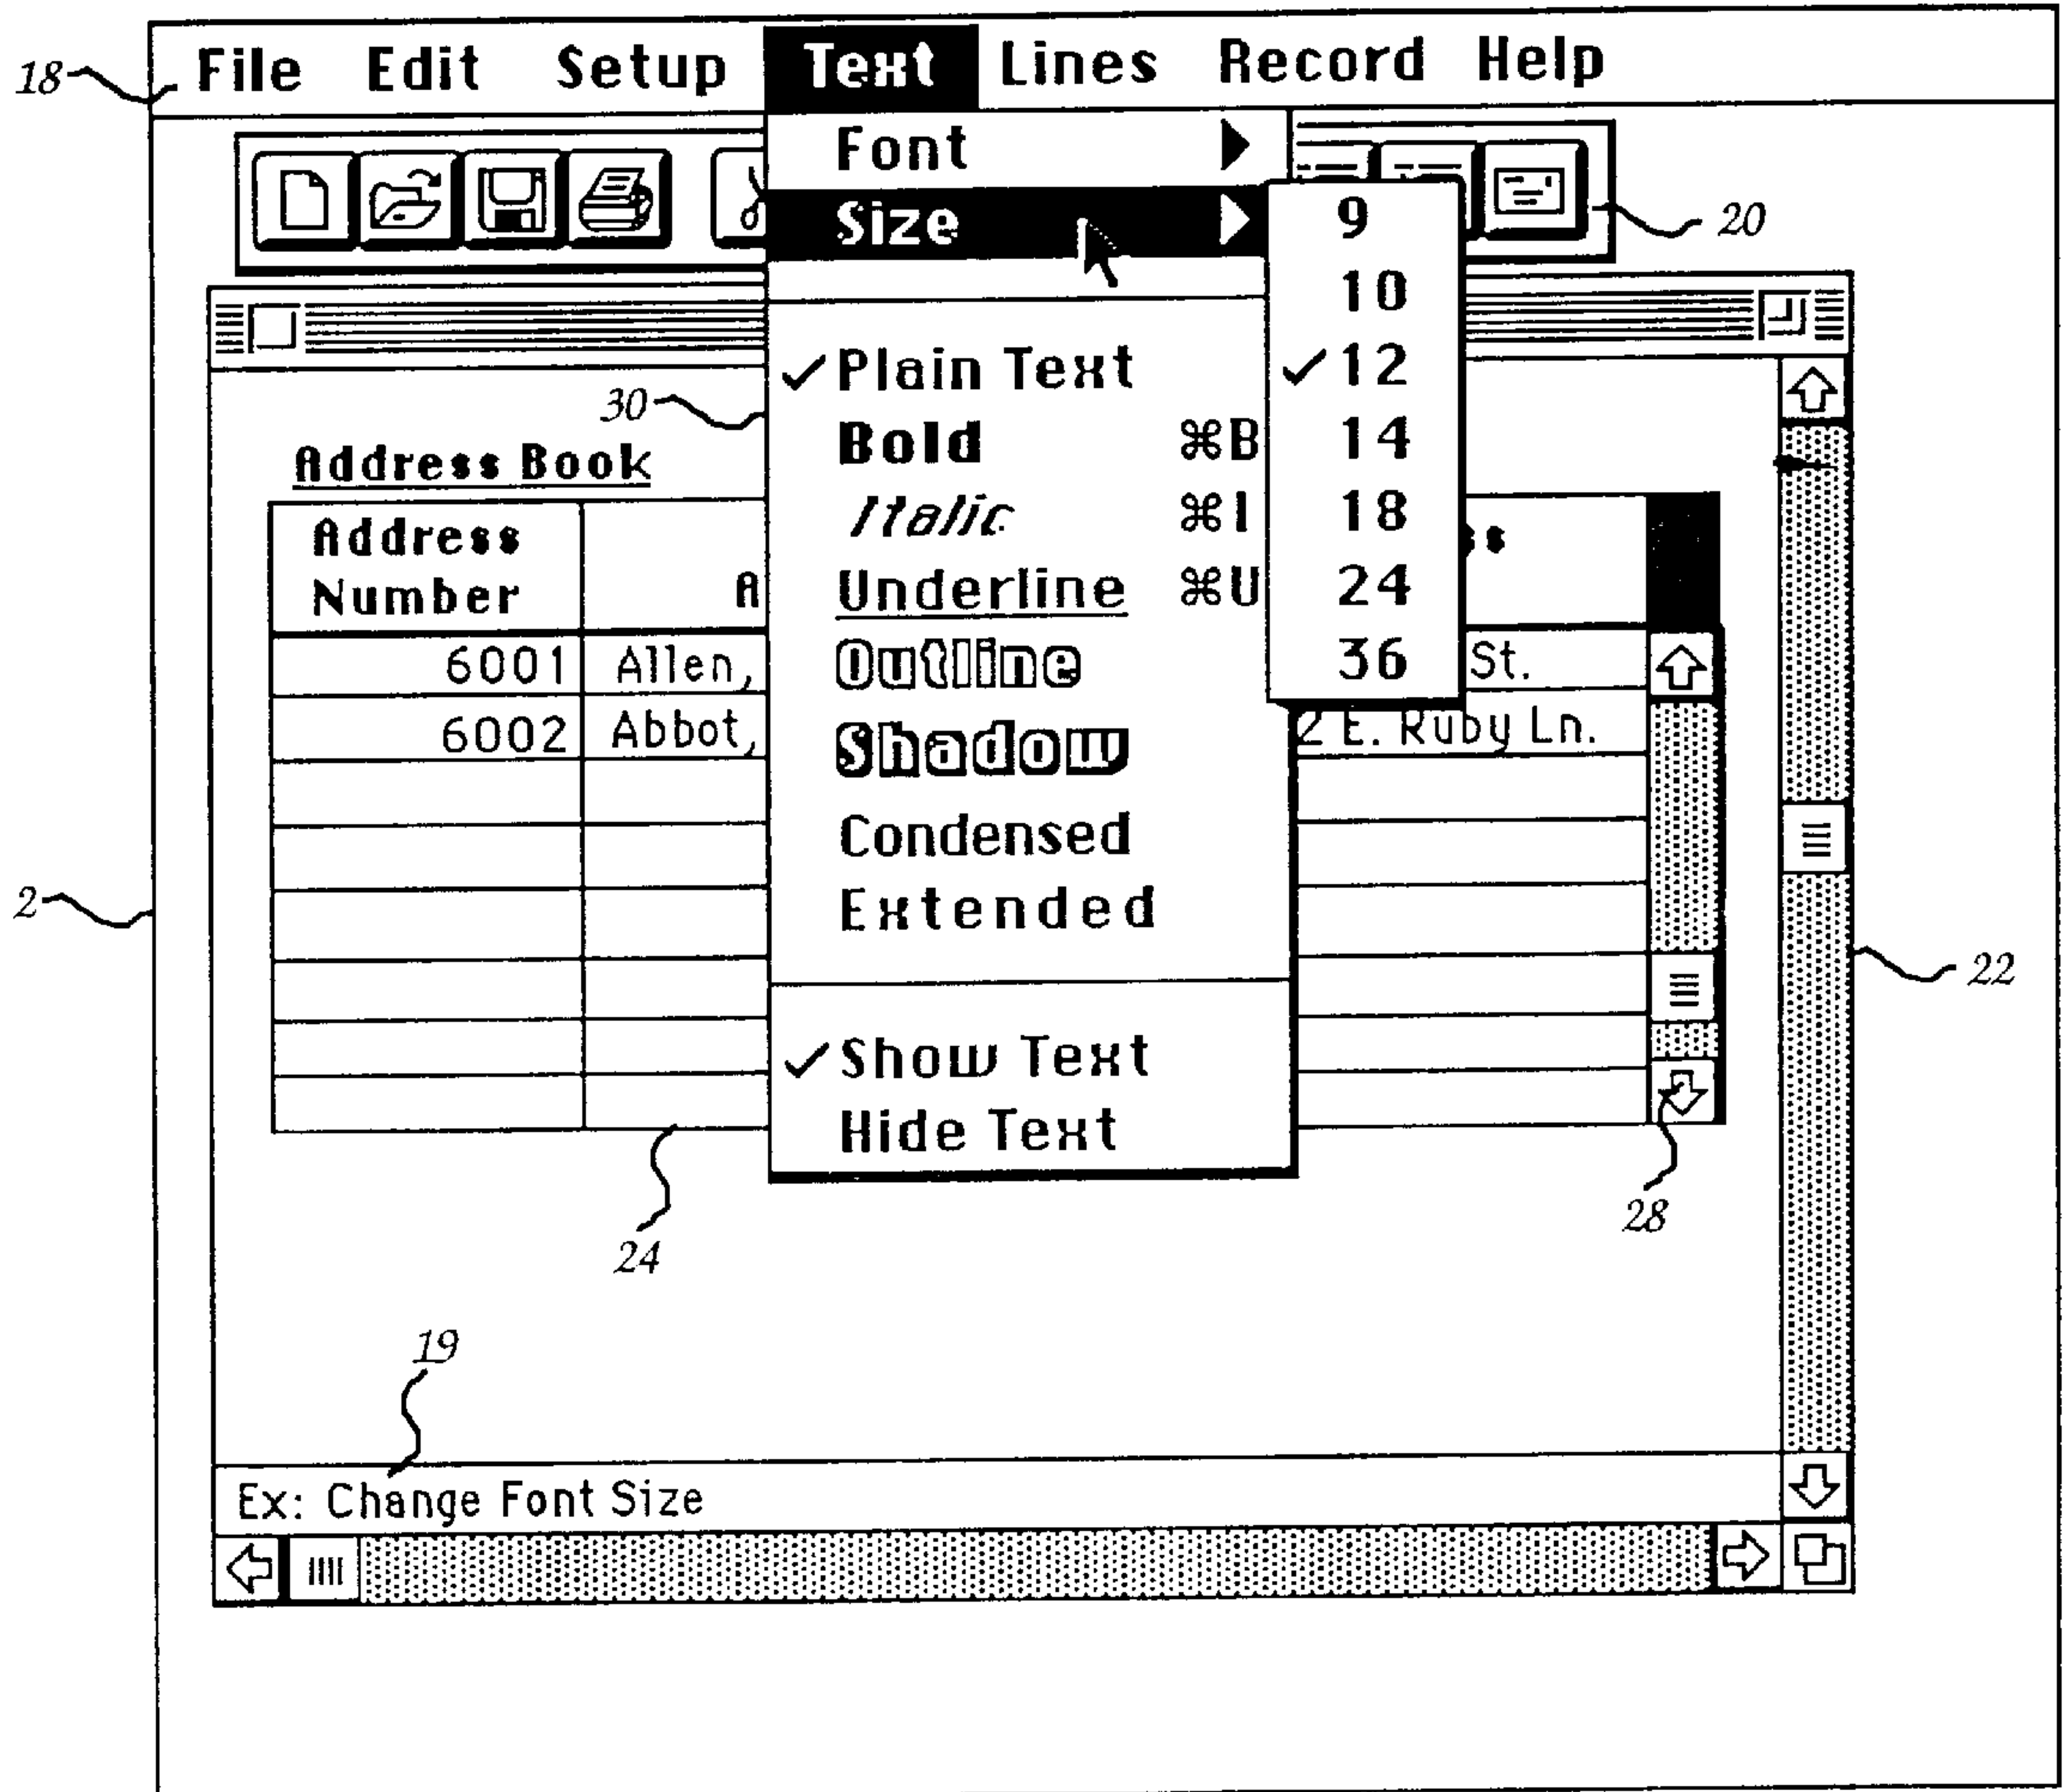 18 File Edit Setup Text Lines Record Help
Font
Size
20
9
10
✓12
14
18
24
36
✓Plain Text
30
Bold ⌘B
Italic ⌘I
Underline ⌘U
Outline
Shadow
Condensed
Extended
✓Show Text
Hide Text
Address Book
Address
Number
6001 Allen, St.
6002 Abbot, 2 E. Ruby Ln.
2
22
24
28
19
Ex: Change Font Size